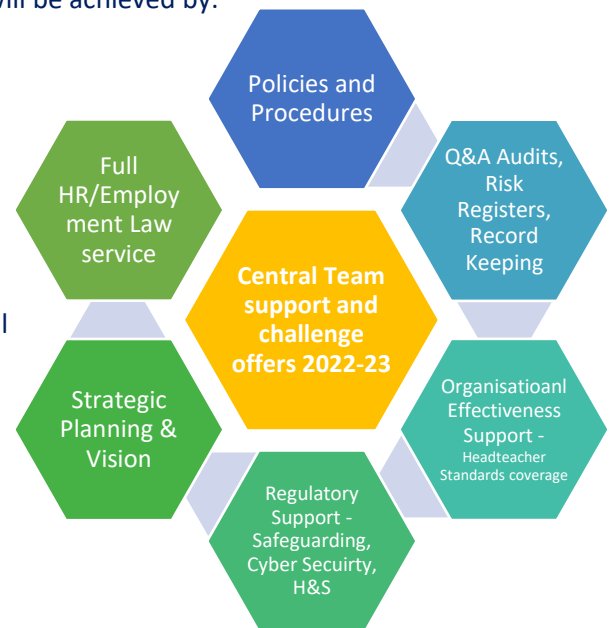 will be achieved by:
Policies and
Procedures
Q&A Audits,
Risk
Registers,
Record
Keeping
Full
HR/Employ
ment Law
service
Central Team
support and
challenge
offers 2022-23
l
Organisatioanl
Effectiveness
Support -
Headteacher
Standards coverage
Strategic
Planning &
Vision
Regulatory
Support -
Safeguarding,
Cyber Secuirty,
H&S